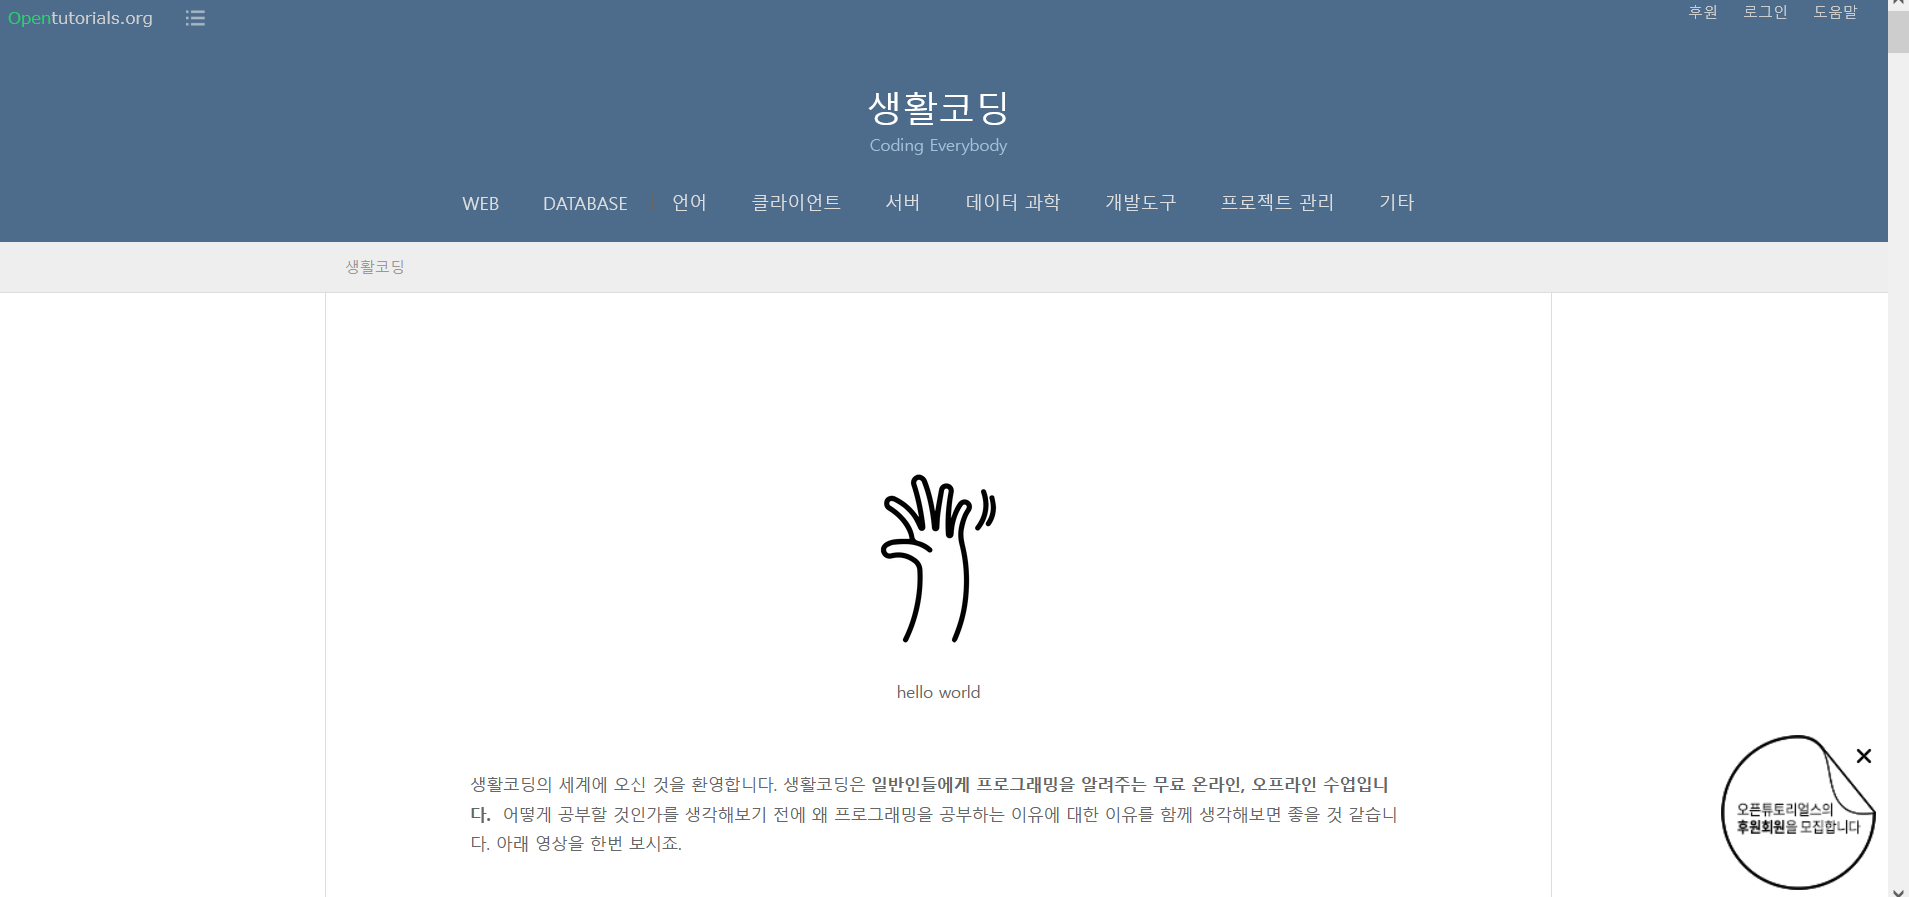 Opentutorials.org
후원 로그인 도움말
생활코딩
Coding Everybody
WEB DATABASE 언어 클라이언트 서버 데이터 과학 개발도구 프로젝트 관리 기타
생활코딩
hello world
생활코딩의 세계에 오신 것을 환영합니다. 생활코딩은 일반인들에게 프로그래밍을 알려주는 무료 온라인, 오프라인 수업입니
다. 어떻게 공부할 것인가를 생각해보기 전에 왜 프로그래밍을 공부하는 이유에 대한 이유를 함께 생각해보면 좋을 것 같습니
다. 아래 영상을 한번 보시죠.
오픈튜토리얼스의
후원회원을 모집합니다